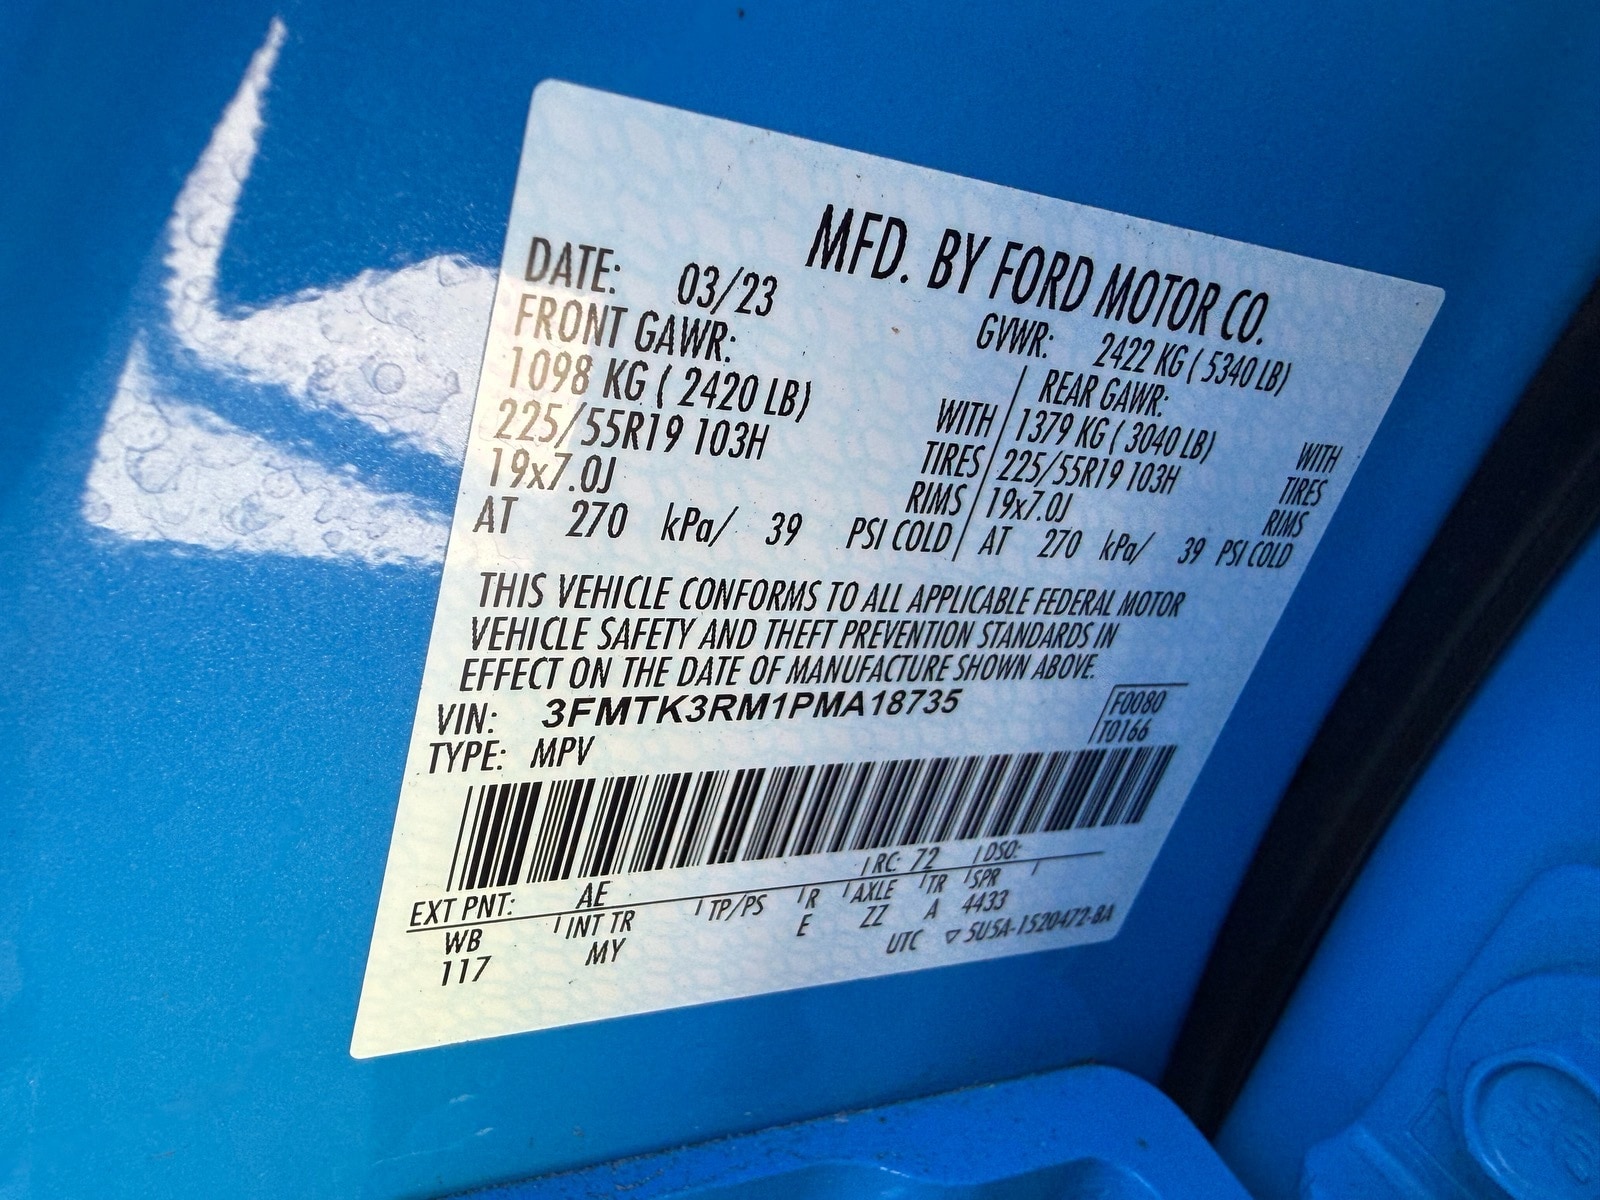 MFD. BY FORD MOTOR CO.
DATE: 03/23 GVWR: 2422 KG ( 5340 LB)
FRONT GAWR: REAR GAWR:
1098 KG ( 2420 LB) WITH 1379 KG ( 3040 LB) WITH
225/55R19 103H TIRES 225/55R19 103H TIRES
19x7.0J RIMS 19x7.0J RIMS
AT 270 kPa/ 39 PSI COLD AT 270 kPa/ 39 PSI COLD
THIS VEHICLE CONFORMS TO ALL APPLICABLE FEDERAL MOTOR
VEHICLE SAFETY AND THEFT PREVENTION STANDARDS IN
EFFECT ON THE DATE OF MANUFACTURE SHOWN ABOVE.
VIN: 3FMTK3RM1PMA18735 F0080
TYPE: MPV T0166
EXT PNT: AE RC: 72 DSO:
WB INT TR TP/PS R AXLE TR SPR
117 MY E ZZ A 4433
UTC ▽ 5U5A-1520472-BA